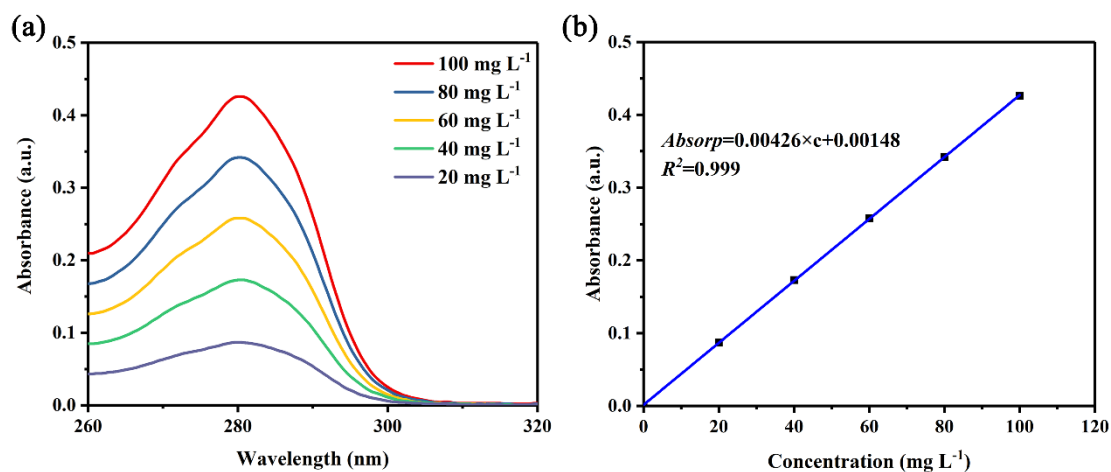 (a)
0.5
0.4
0.3
0.2
0.1
0.0
Absorbance (a.u.)
260
280
300
320
Wavelength (nm)
100 mg L⁻¹
80 mg L⁻¹
60 mg L⁻¹
40 mg L⁻¹
20 mg L⁻¹
(b)
0.5
0.4
0.3
0.2
0.1
0.0
Absorbance (a.u.)
Absorp=0.00426×c+0.00148
R²=0.999
0
20
40
60
80
100
120
Concentration (mg L⁻¹)